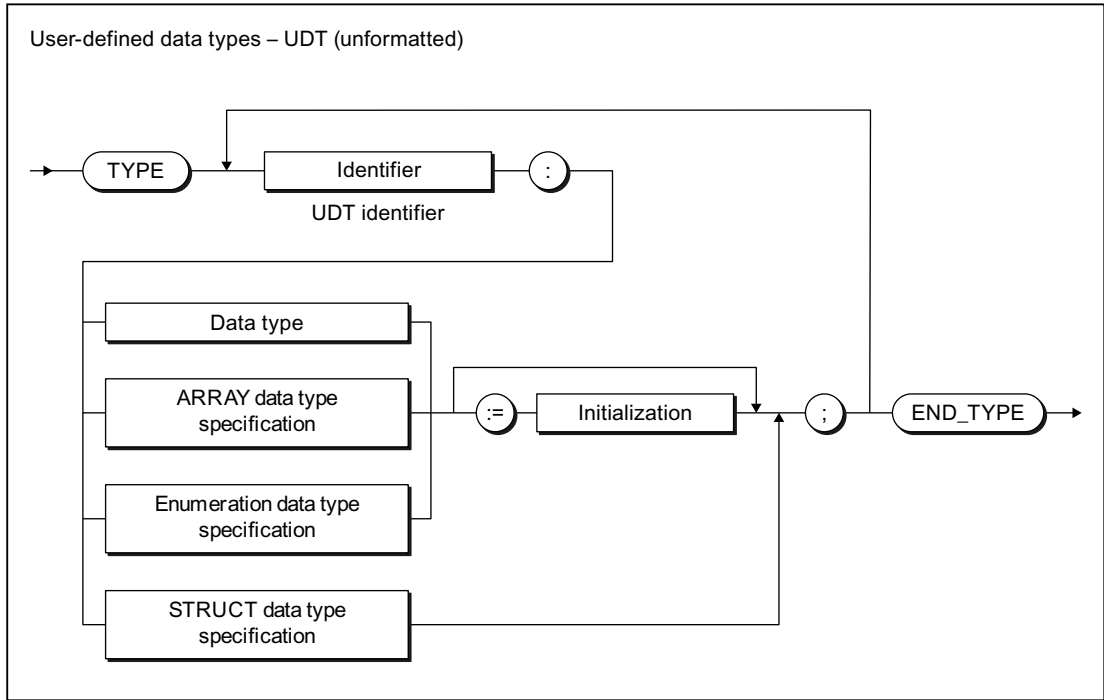 User-defined data types – UDT (unformatted)
TYPE
Identifier
:
UDT identifier
Data type
ARRAY data type
specification
:=
Initialization
;
END_TYPE
Enumeration data type
specification
STRUCT data type
specification